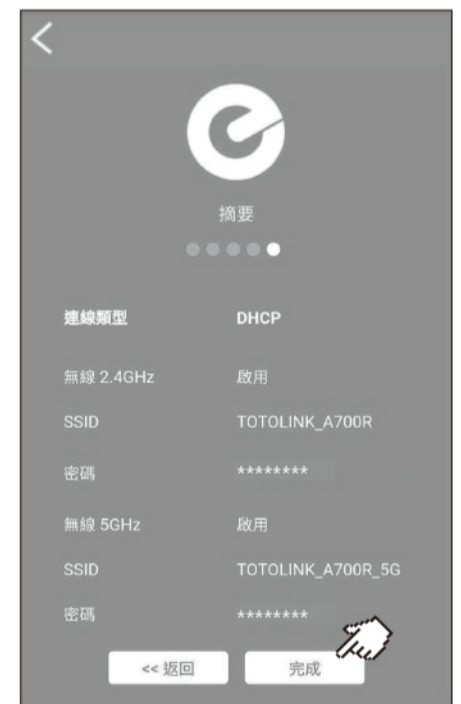 摘要
連線類型 DHCP
無線 2.4GHz 啟用
SSID TOTOLINK_A700R
密碼 ********
無線 5GHz 啟用
SSID TOTOLINK_A700R_5G
密碼 ********
<< 返回 完成